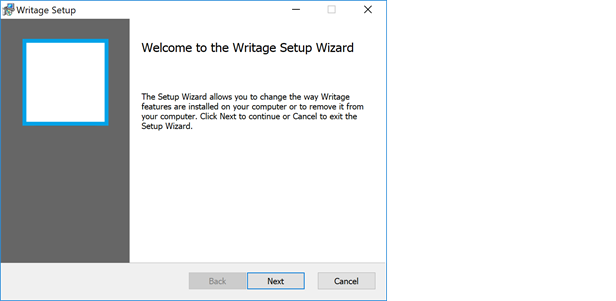 Writage Setup
Welcome to the Writage Setup Wizard
The Setup Wizard allows you to change the way Writage
features are installed on your computer or to remove it from
your computer. Click Next to continue or Cancel to exit the
Setup Wizard.
Back Next Cancel